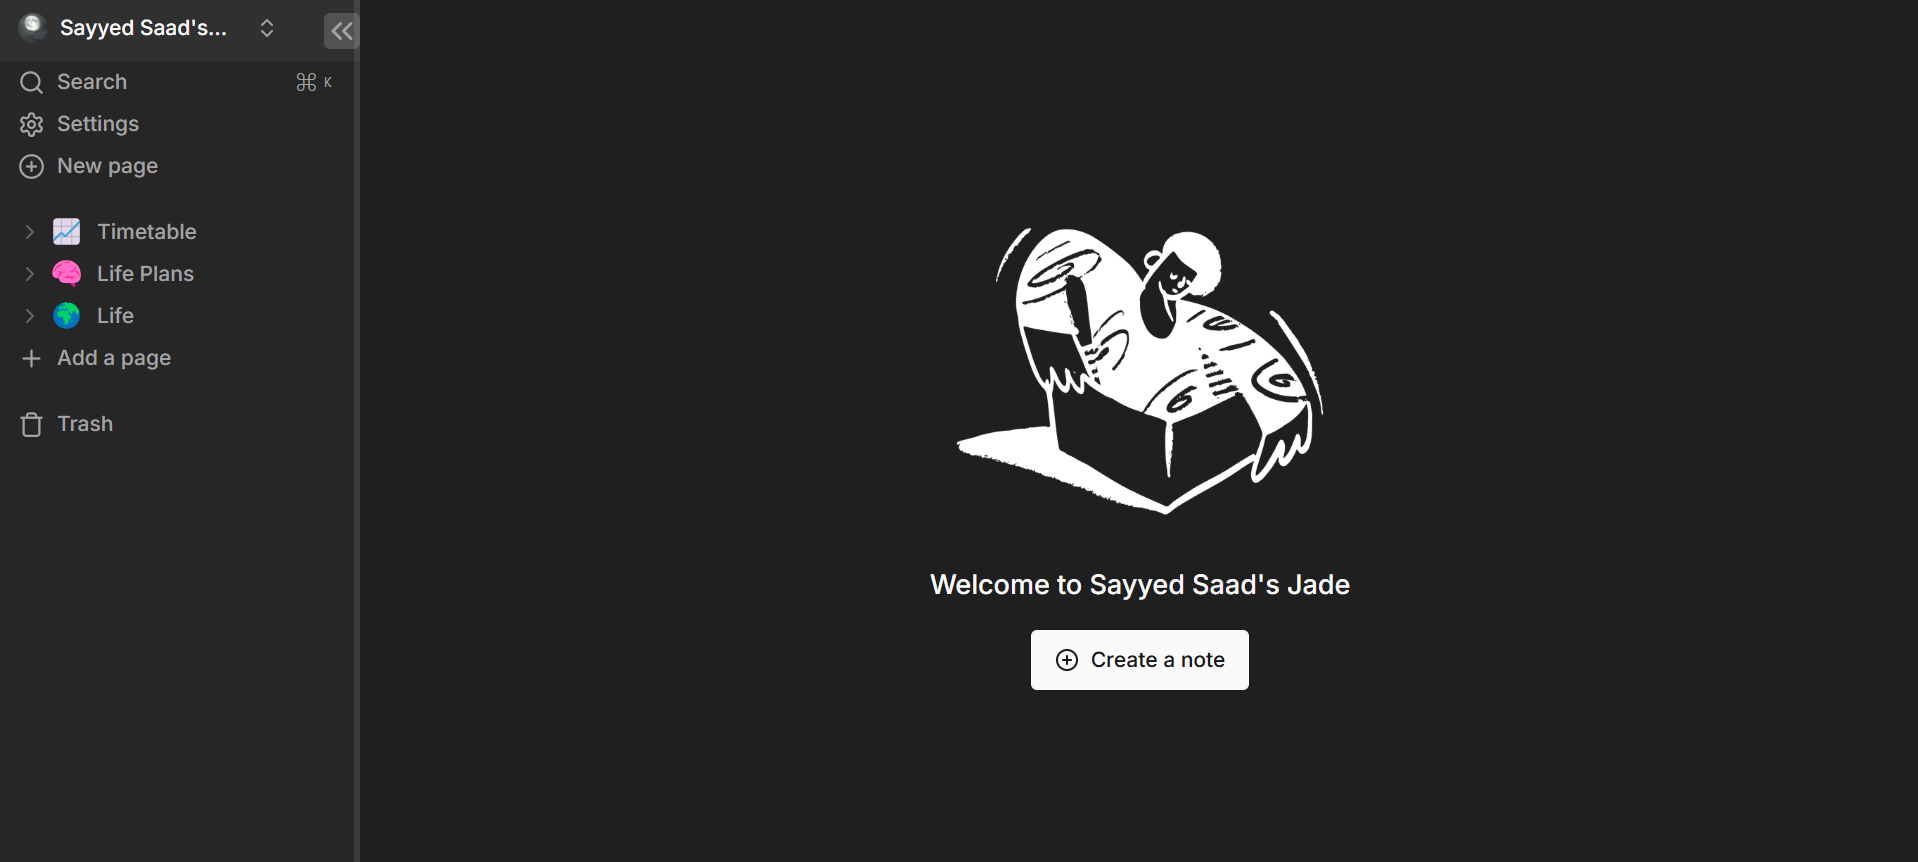 Sayyed Saad's...
Search ⌘ K
Settings
New page
Timetable
Life Plans
Life
Add a page
Trash
Welcome to Sayyed Saad's Jade
Create a note